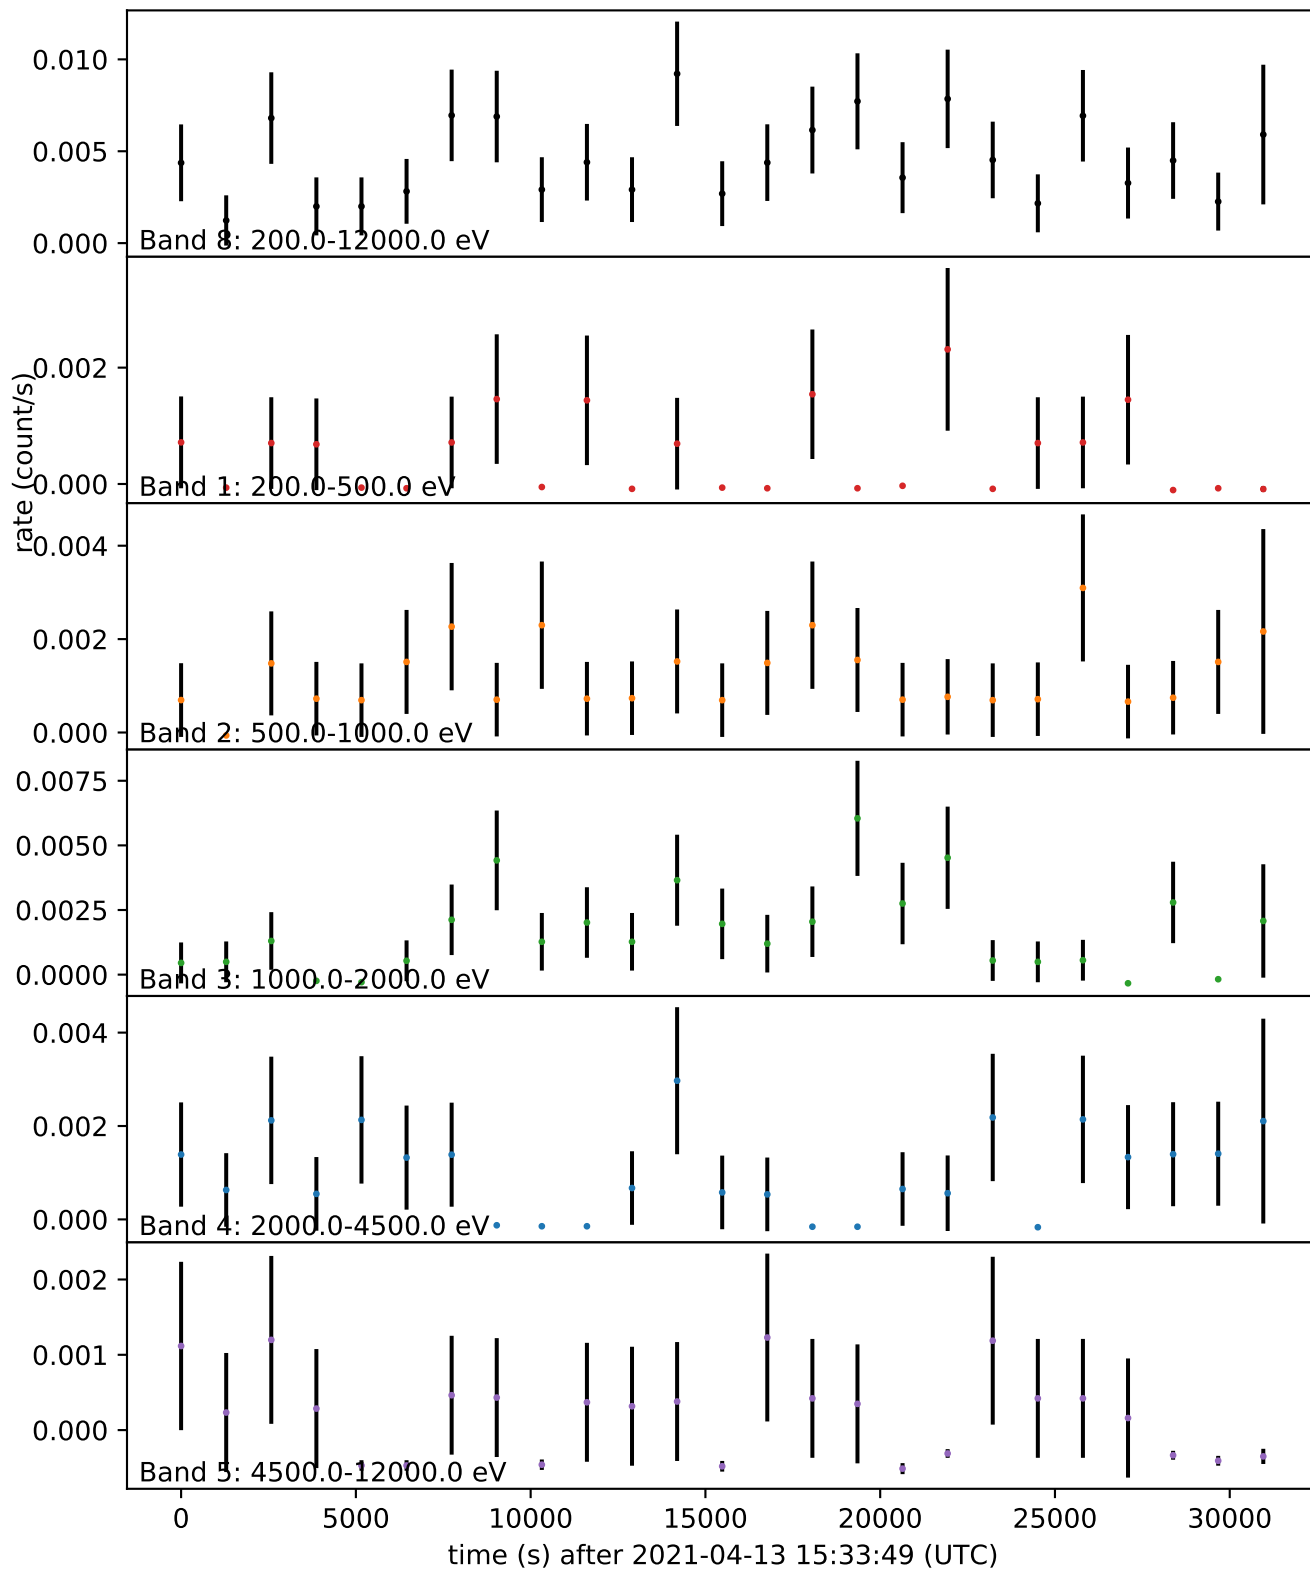 0.010
0.005
0.000
Band 8: 200.0-12000.0 eV
0.002
0.000
Band 1: 200.0-500.0 eV
rate (count/s)
0.004
0.002
0.000
Band 2: 500.0-1000.0 eV
0.0075
0.0050
0.0025
0.0000
Band 3: 1000.0-2000.0 eV
0.004
0.002
0.000
Band 4: 2000.0-4500.0 eV
0.002
0.001
0.000
Band 5: 4500.0-12000.0 eV
0 5000 10000 15000 20000 25000 30000
time (s) after 2021-04-13 15:33:49 (UTC)